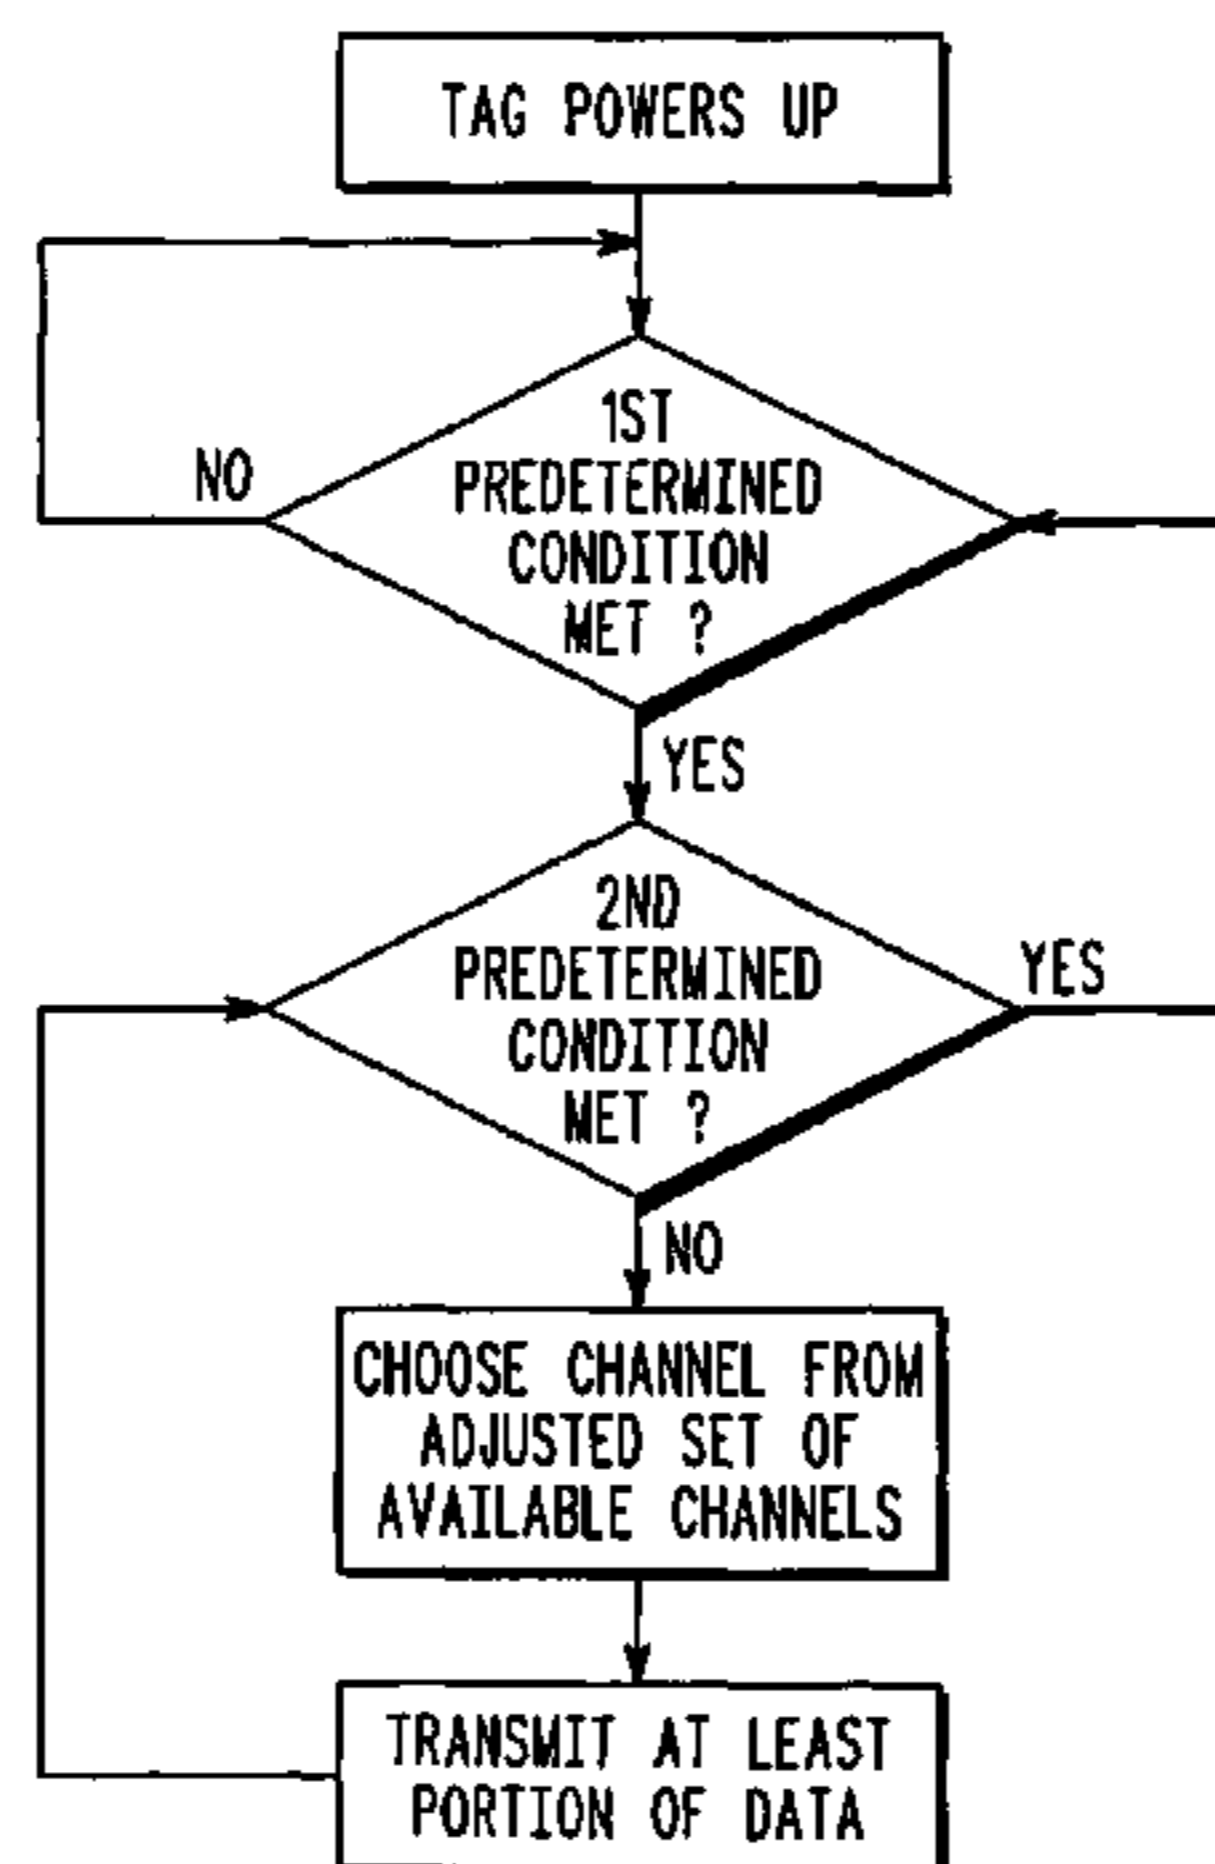 TAG POWERS UP
1ST
PREDETERMINED
CONDITION
MET ?
NO
YES
2ND
PREDETERMINED
CONDITION
MET ?
YES
NO
CHOOSE CHANNEL FROM
ADJUSTED SET OF
AVAILABLE CHANNELS
TRANSMIT AT LEAST
PORTION OF DATA